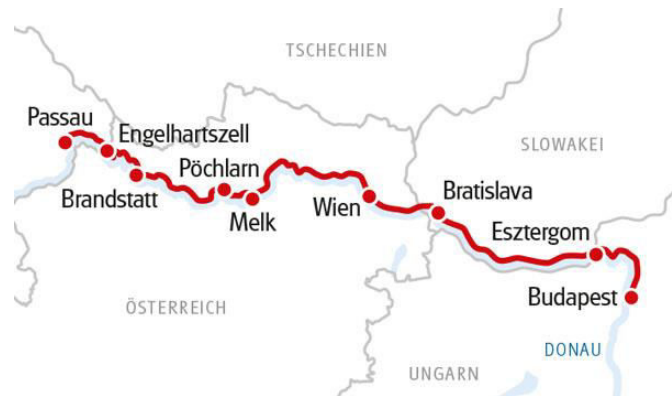 TSCHECHIEN
Passau
Engelhartszell
SLOWAKEI
Pöchlarn
Brandstatt
Melk
Wien
Bratislava
Esztergom
Budapest
ÖSTERREICH
DONAU
UNGARN